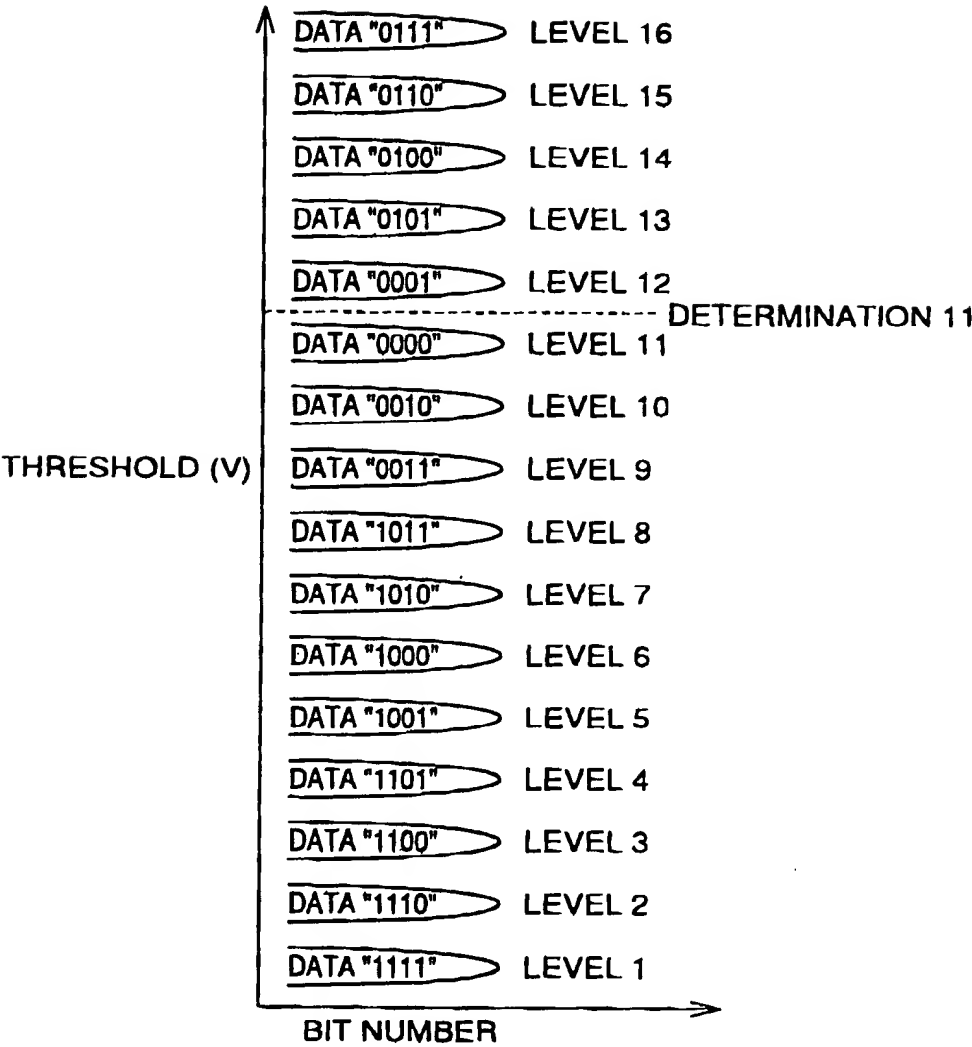 DATA "0111" LEVEL 16
DATA "0110" LEVEL 15
DATA "0100" LEVEL 14
DATA "0101" LEVEL 13
DATA "0001" LEVEL 12
DETERMINATION 11
DATA "0000" LEVEL 11
DATA "0010" LEVEL 10
THRESHOLD (V) DATA "0011" LEVEL 9
DATA "1011" LEVEL 8
DATA "1010" LEVEL 7
DATA "1000" LEVEL 6
DATA "1001" LEVEL 5
DATA "1101" LEVEL 4
DATA "1100" LEVEL 3
DATA "1110" LEVEL 2
DATA "1111" LEVEL 1
BIT NUMBER